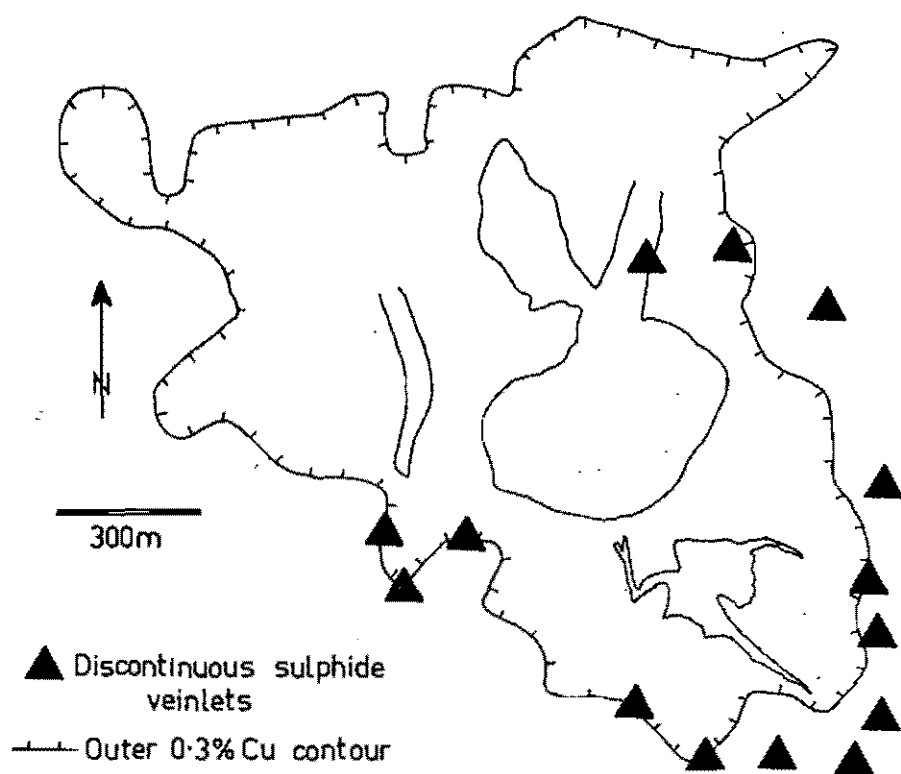 N
300m
Discontinuous sulphide
veinlets
Outer 0·3% Cu contour